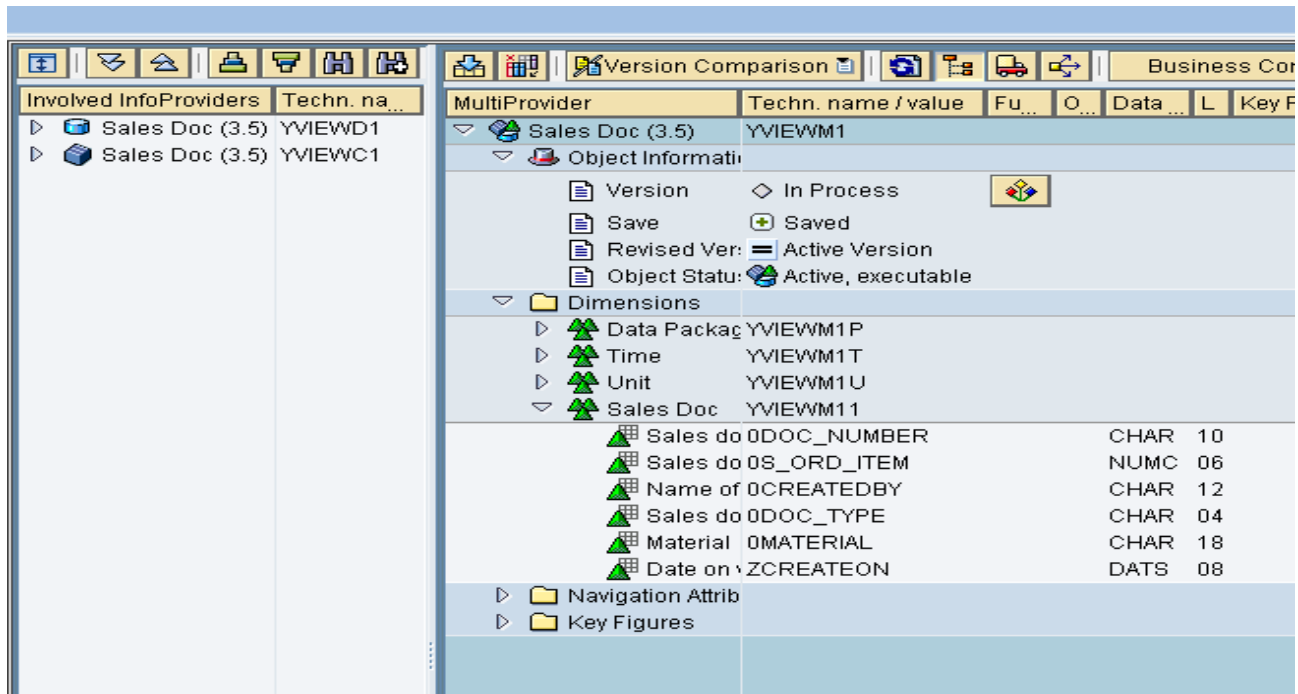 Version Comparison Business Cor
Involved InfoProviders Techn. na...
Sales Doc (3.5) YVIEWD1
Sales Doc (3.5) YVIEWC1
MultiProvider Techn. name / value Fu... O... Data ... L Key F
Sales Doc (3.5) YVIEWM1
Object Informati
Version In Process
Save Saved
Revised Ver: Active Version
Object Statu: Active, executable
Dimensions
Data Packag YVIEWM1P
Time YVIEWM1T
Unit YVIEWM1U
Sales Doc YVIEWM11
Sales do 0DOC_NUMBER CHAR 10
Sales do 0S_ORD_ITEM NUMC 06
Name of 0CREATEDBY CHAR 12
Sales do 0DOC_TYPE CHAR 04
Material 0MATERIAL CHAR 18
Date on ZCREATEON DATS 08
Navigation Attrib
Key Figures